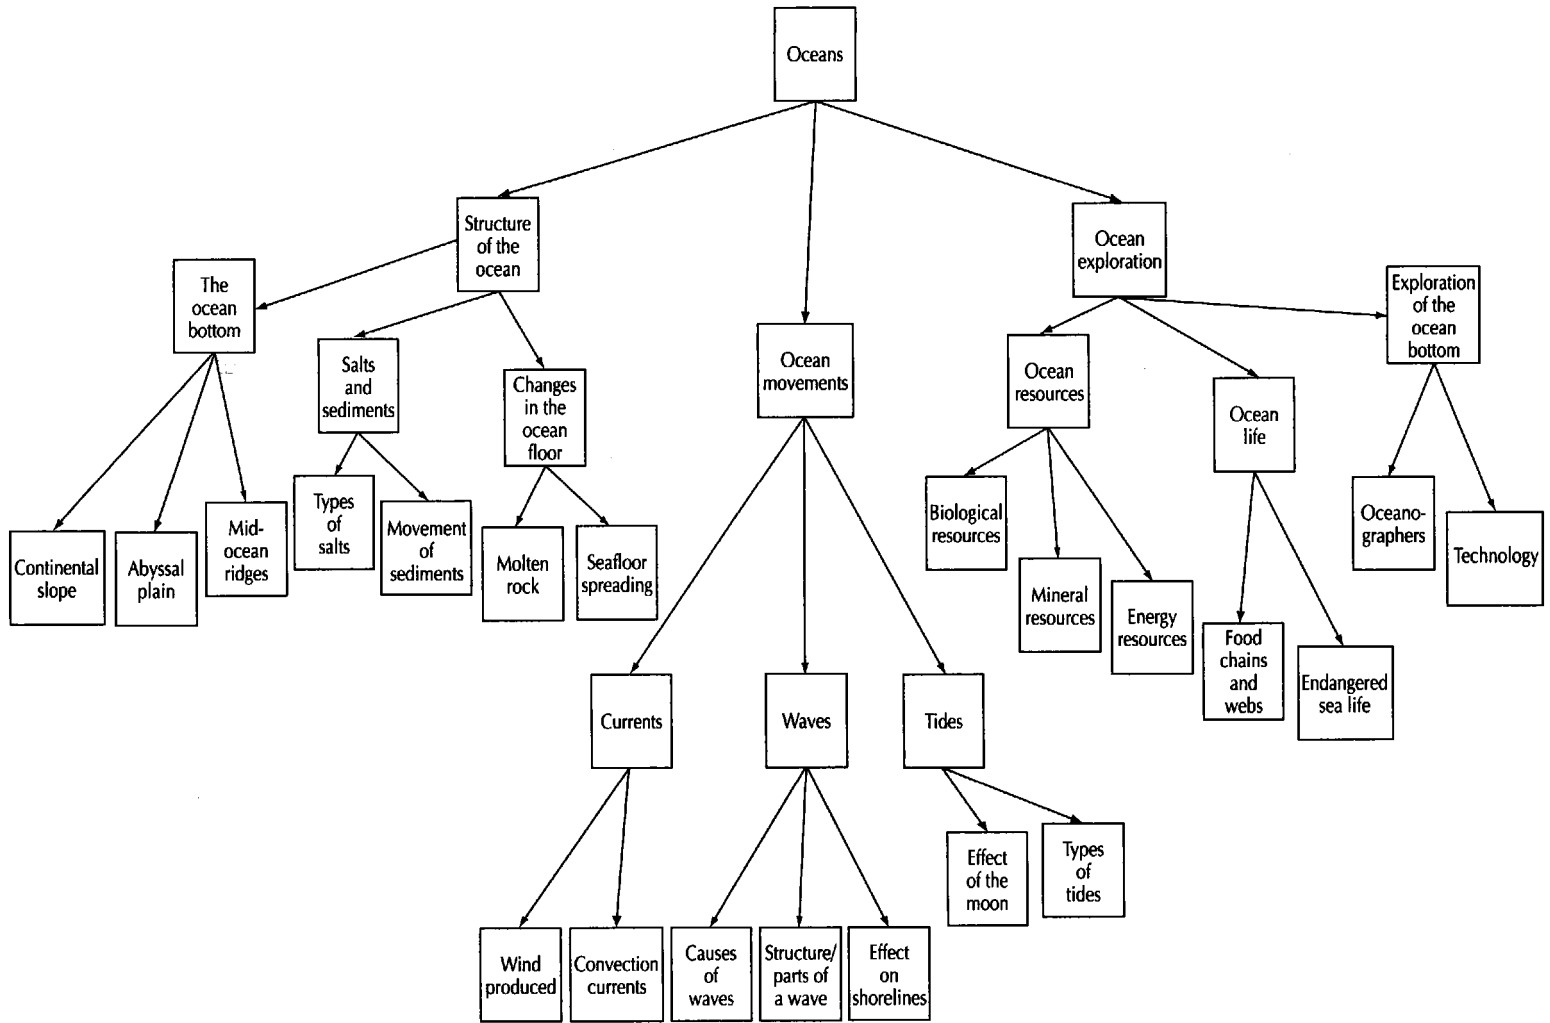 Oceans
Structure
of the
ocean
Ocean
exploration
The
ocean
bottom
Exploration
of the
ocean
bottom
Salts
and
sediments
Changes
in the
ocean
floor
Ocean
movements
Ocean
resources
Ocean
life
Continental
slope
Abyssal
plain
Mid-
ocean
ridges
Types
of
salts
Movement
of
sediments
Molten
rock
Seafloor
spreading
Biological
resources
Mineral
resources
Energy
resources
Food
chains
and
webs
Endangered
sea life
Oceano-
graphers
Technology
Currents
Waves
Tides
Effect
of the
moon
Types
of
tides
Wind
produced
Convection
currents
Causes
of
waves
Structure/
parts of
a wave
Effect
on
shorelines